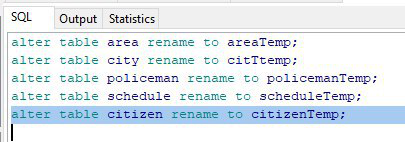 SQL Output Statistics
alter table area rename to areaTemp;
alter table city rename to citTtemp;
alter table policeman rename to policemanTemp;
alter table schedule rename to scheduleTemp;
alter table citizen rename to citizenTemp;